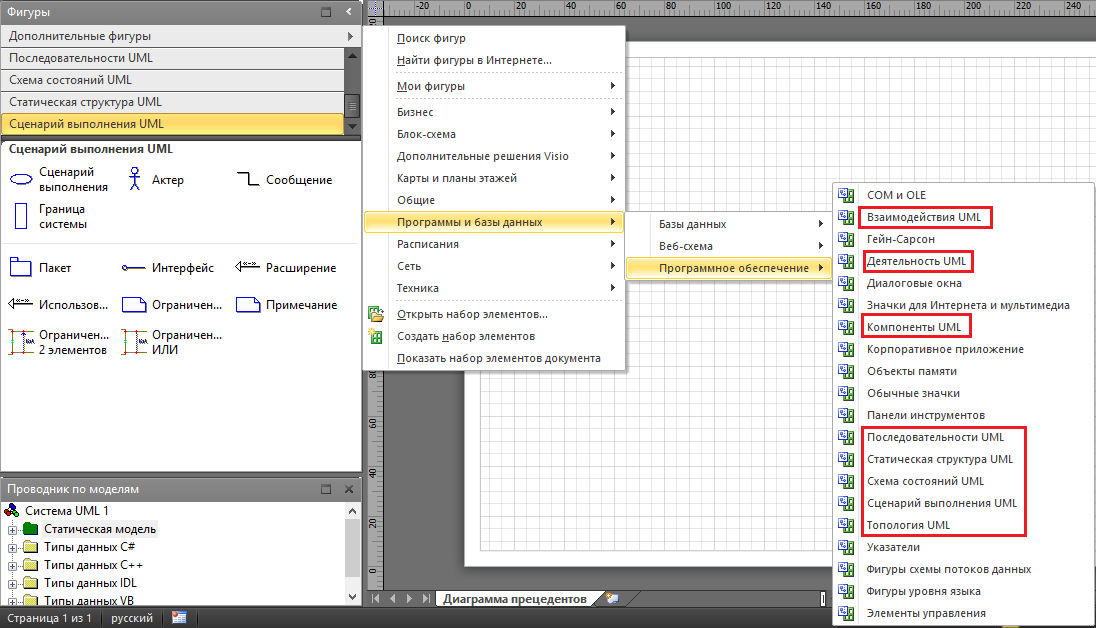 Фигуры
Дополнительные фигуры
Последовательности UML
Схема состояний UML
Статическая структура UML
Сценарий выполнения UML
Сценарий выполнения UML
Сценарий выполнения
Актер
Сообщение
Граница системы
Пакет
Интерфейс
Расширение
Использов...
Ограничен...
Примечание
Ограничен... 2 элементов
Ограничен... ИЛИ
Проводник по моделям
Система UML 1
Статическая модель
Типы данных C#
Типы данных C++
Типы данных IDL
Типы данных VB
Страница 1 из 1
русский
-20 0 20 40 60 80 100 120 140 160 180 200 220 240
Поиск фигур
Найти фигуры в Интернете...
Мои фигуры
Бизнес
Блок-схема
Дополнительные решения Visio
Карты и планы этажей
Общие
Программы и базы данных
Расписания
Сеть
Техника
Открыть набор элементов...
Создать набор элементов
Показать набор элементов документа
Базы данных
Веб-схема
Программное обеспечение
COM и OLE
Взаимодействия UML
Гейн-Сарсон
Деятельность UML
Диалоговые окна
Значки для Интернета и мультимедиа
Компоненты UML
Корпоративное приложение
Объекты памяти
Обычные значки
Панели инструментов
Последовательности UML
Статическая структура UML
Схема состояний UML
Сценарий выполнения UML
Топология UML
Указатели
Фигуры схемы потоков данных
Фигуры уровня языка
Элементы управления
80
60
40
20
0
Диаграмма прецедентов